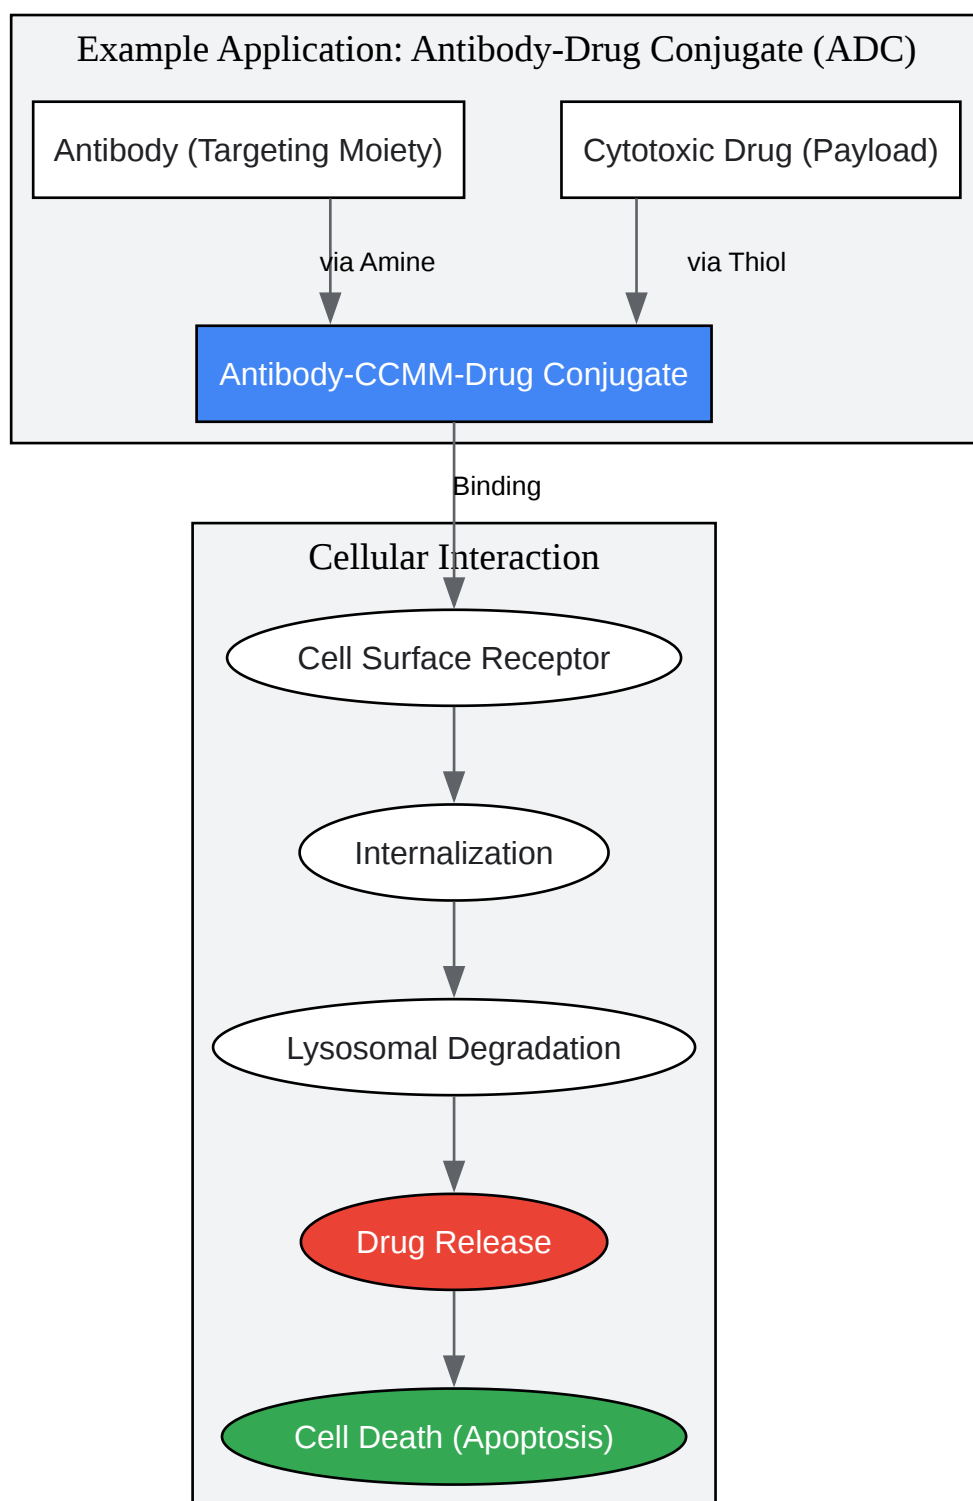 Example Application: Antibody-Drug Conjugate (ADC)
Antibody (Targeting Moiety)
Cytotoxic Drug (Payload)
via Amine
via Thiol
Antibody-CCMM-Drug Conjugate
Binding
Cellular Interaction
Cell Surface Receptor
Internalization
Lysosomal Degradation
Drug Release
Cell Death (Apoptosis)